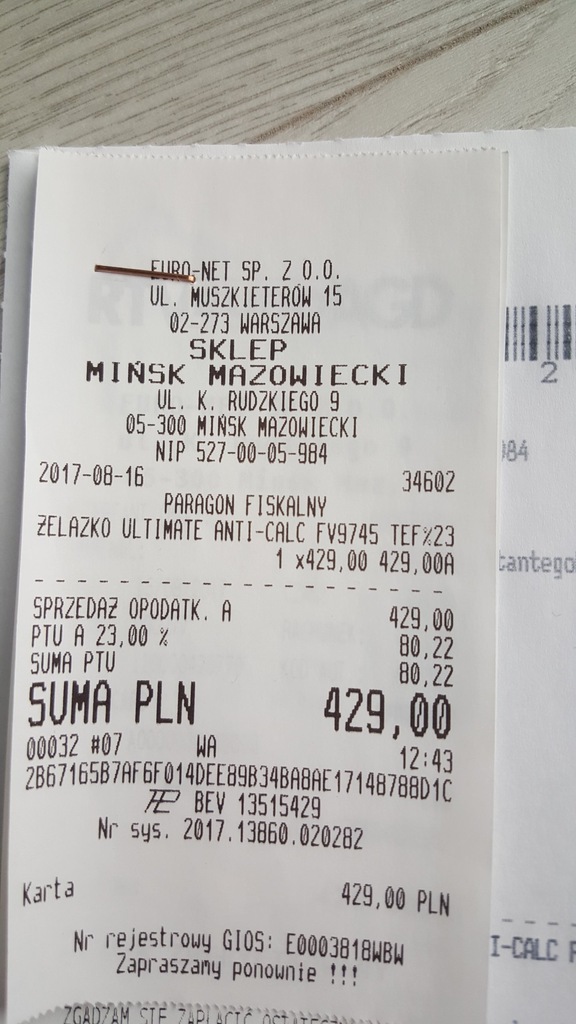 EURO-NET SP. Z O.O.
UL. MUSZKIETERÓW 15
02-273 WARSZAWA
SKLEP
MIŃSK MAZOWIECKI
UL. K. RUDZKIEGO 9
05-300 MIŃSK MAZOWIECKI
NIP 527-00-05-984
2017-08-16 34602
PARAGON FISKALNY
ŻELAZKO ULTIMATE ANTI-CALC FV9745 TEF%23
1 x429,00 429,00A
SPRZEDAŻ OPODATK. A 429,00
PTU A 23,00 % 80,22
SUMA PTU 80,22
SUMA PLN 429,00
00032 #07 WA 12:43
2B67165B7AF6F014DEE89B34BA8AE17148788D1C
BEV 13515429
Nr sys. 2017.13860.020282
Karta 429,00 PLN
Nr rejestrowy GIOS: E0003818WBW
Zapraszamy ponownie !!!
ZGADZAM SIĘ ZAPŁACIĆ
2
984
I-CALC F